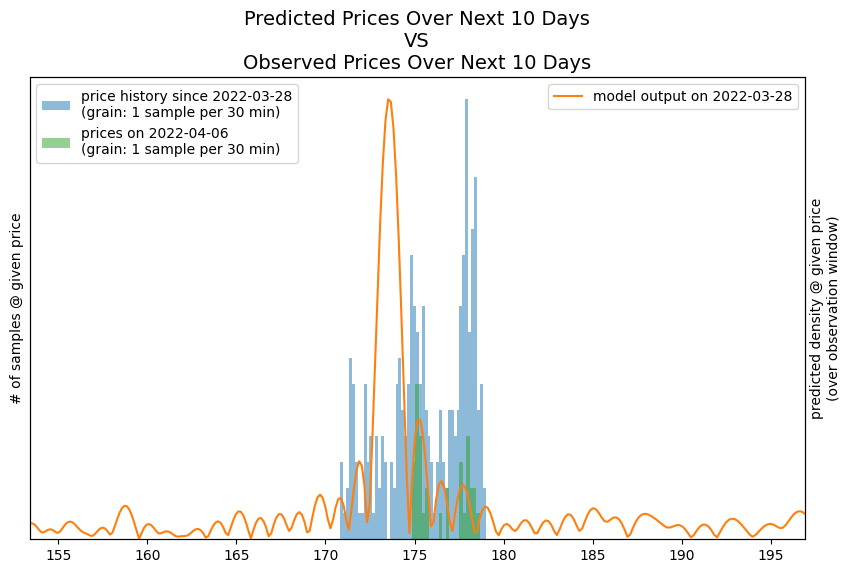 Predicted Prices Over Next 10 Days
VS
Observed Prices Over Next 10 Days
price history since 2022-03-28
(grain: 1 sample per 30 min)
prices on 2022-04-06
(grain: 1 sample per 30 min)
model output on 2022-03-28
# of samples @ given price
predicted density @ given price
(over observation window)
155 160 165 170 175 180 185 190 195